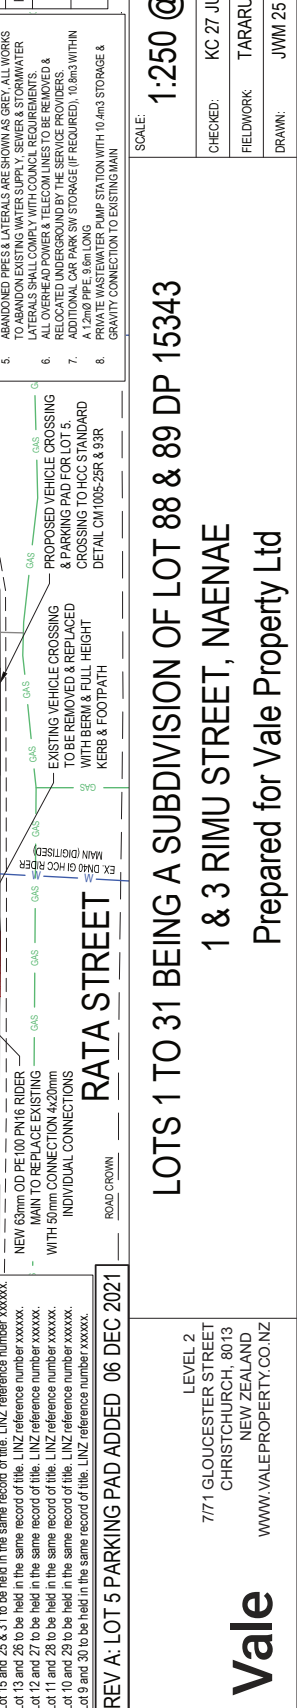 Lot 15 and 25 & 31 to be held in the same record of title. LINZ reference number xxxxxx.
Lot 13 and 26 to be held in the same record of title. LINZ reference number xxxxxx.
Lot 12 and 27 to be held in the same record of title. LINZ reference number xxxxxx.
Lot 11 and 28 to be held in the same record of title. LINZ reference number xxxxxx.
Lot 10 and 29 to be held in the same record of title. LINZ reference number xxxxxx.
Lot 9 and 30 to be held in the same record of title. LINZ reference number xxxxxx.
REV A: LOT 5 PARKING PAD ADDED 06 DEC 2021
NEW 63mm OD PE100 PN16 RIDER
MAIN TO REPLACE EXISTING
WITH 50mm CONNECTION 4x20mm
INDIVIDUAL CONNECTIONS
GAS
GAS
GAS
GAS
GAS
GAS
GAS
GAS
RATA STREET
ROAD CROWN
W
W
EX. DN40 GI HCC RIDER
MAIN (DIGITISED)
EXISTING VEHICLE CROSSING
TO BE REMOVED & REPLACED
WITH BERM & FULL HEIGHT
KERB & FOOTPATH
PROPOSED VEHICLE CROSSING
& PARKING PAD FOR LOT 5.
CROSSING TO HCC STANDARD
DETAIL CM1005-25R & 93R
5. ABANDONED PIPES & LATERALS ARE SHOWN AS GREY, ALL WORKS
TO ABANDON EXISTING WATER SUPPLY, SEWER & STORMWATER
LATERALS SHALL COMPLY WITH COUNCIL REQUIREMENTS.
6. ALL OVERHEAD POWER & TELECOM LINES TO BE REMOVED &
RELOCATED UNDERGROUND BY THE SERVICE PROVIDERS.
7. ADDITIONAL CAR PARK SW STORAGE (IF REQUIRED), 10.8m3 WITHIN
A 1.2mØ PIPE, 9.6m LONG
8. PRIVATE WASTEWATER PUMP STATION WITH 10.4m3 STORAGE &
GRAVITY CONNECTION TO EXISTING MAIN
Vale
LEVEL 2
7/71 GLOUCESTER STREET
CHRISTCHURCH, 8013
NEW ZEALAND
WWW.VALEPROPERTY.CO.NZ
LOTS 1 TO 31 BEING A SUBDIVISION OF LOT 88 & 89 DP 15343
1 & 3 RIMU STREET, NAENAE
Prepared for Vale Property Ltd
SCALE: 1:250 @
CHECKED: KC 27 JU
FIELDWORK: TARARU
DRAWN: JWM 25